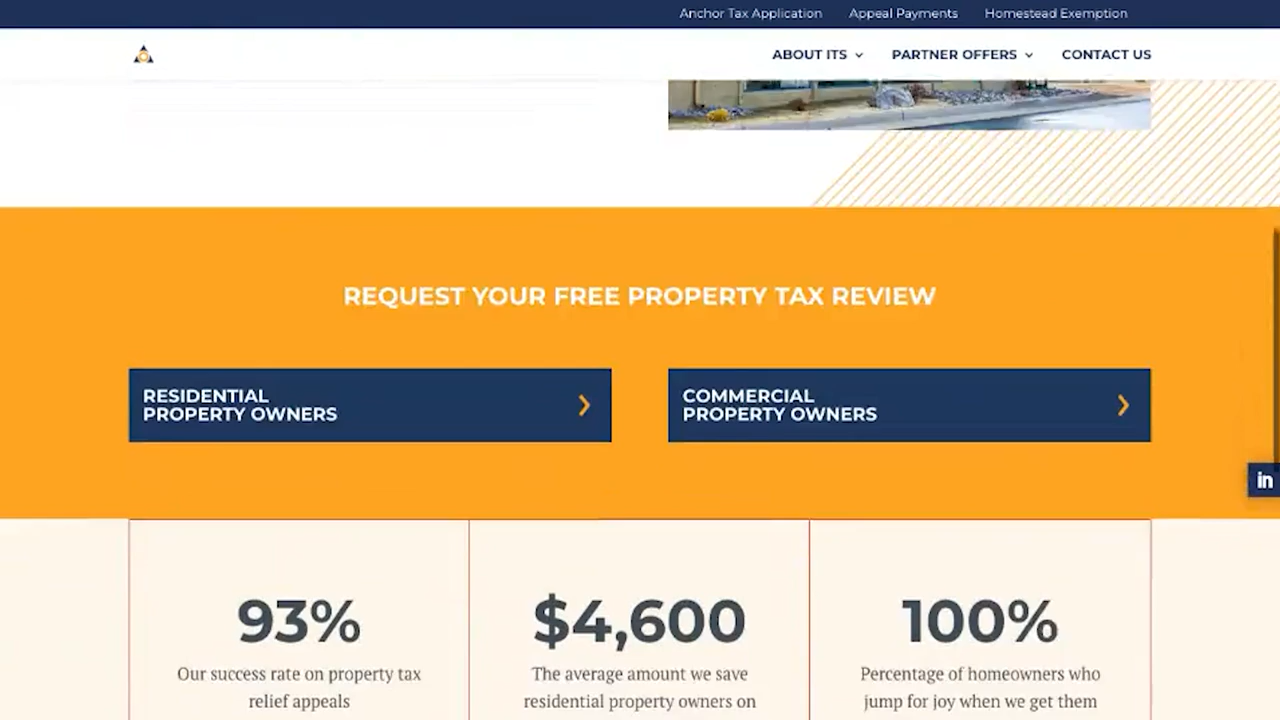 Anchor Tax Application Appeal Payments Homestead Exemption
ABOUT ITS PARTNER OFFERS CONTACT US
REQUEST YOUR FREE PROPERTY TAX REVIEW
RESIDENTIAL
PROPERTY OWNERS
COMMERCIAL
PROPERTY OWNERS
in
93%
Our success rate on property tax
relief appeals
$4,600
The average amount we save
residential property owners on
100%
Percentage of homeowners who
jump for joy when we get them